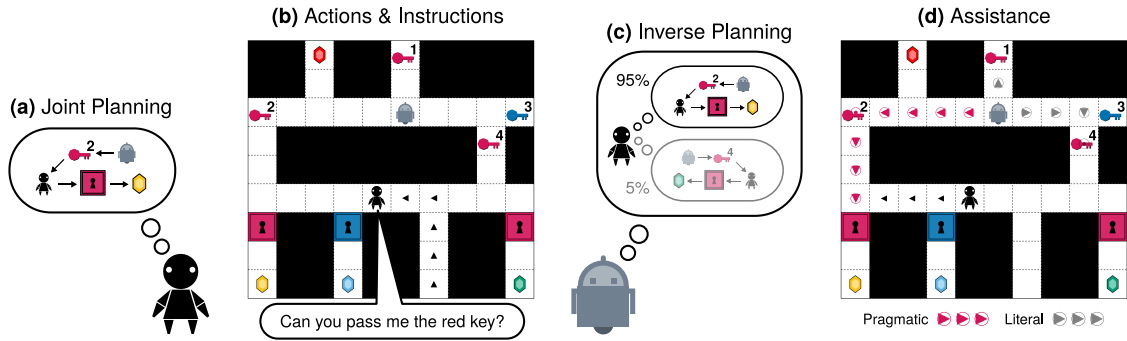 (a) Joint Planning
2
(b) Actions & Instructions
1
2
3
4
Can you pass me the red key?
(c) Inverse Planning
95%
2
5%
4
(d) Assistance
1
2
3
4
Pragmatic
Literal